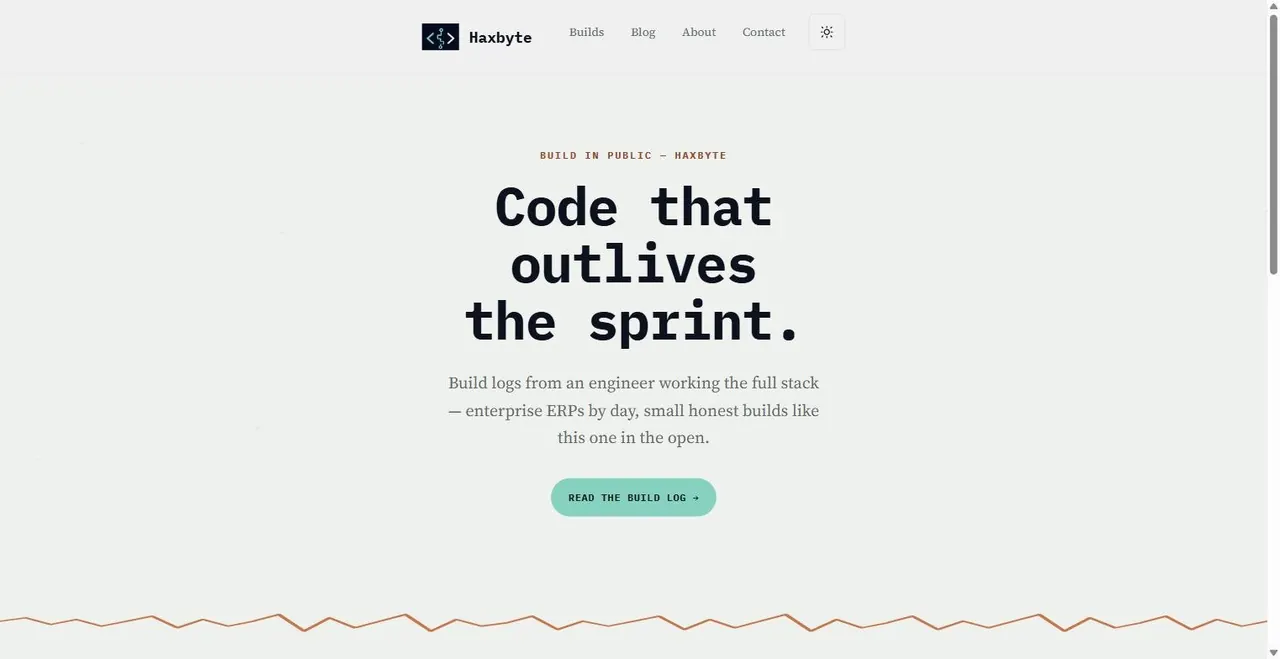 Haxbyte
Builds
Blog
About
Contact
BUILD IN PUBLIC — HAXBYTE
Code that
outlives
the sprint.
Build logs from an engineer working the full stack
— enterprise ERPs by day, small honest builds like
this one in the open.
READ THE BUILD LOG →